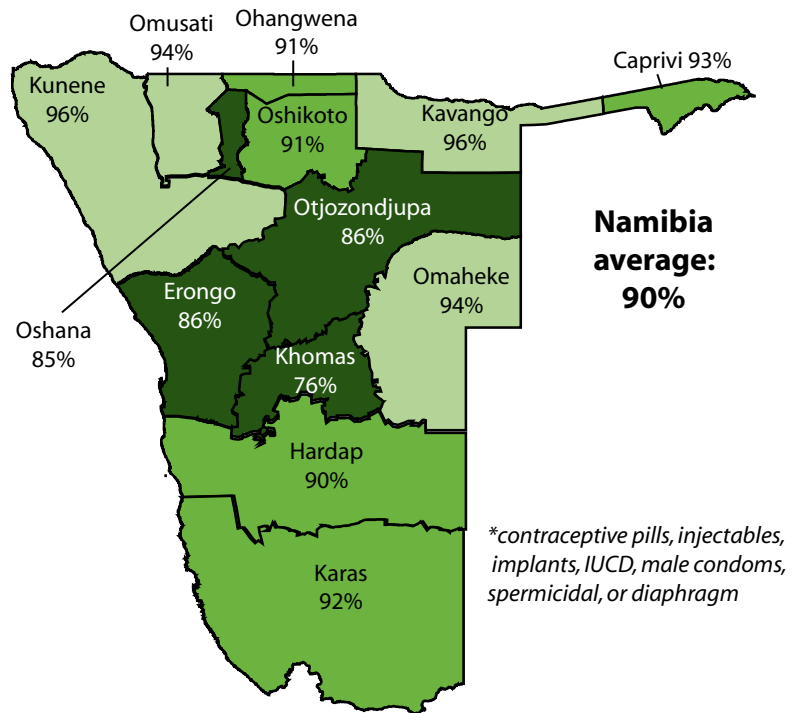 Ohangwena
91%
Omusati
94%
Caprivi 93%
Kunene
96%
Oshikoto
91%
Kavango
96%
Otjozondjupa
86%
Namibia
average:
90%
Omaheke
94%
Erongo
86%
Oshana
85%
Khomas
76%
Hardap
90%
*contraceptive pills, injectables,
implants, IUCD, male condoms,
spermicidal, or diaphragm
Karas
92%